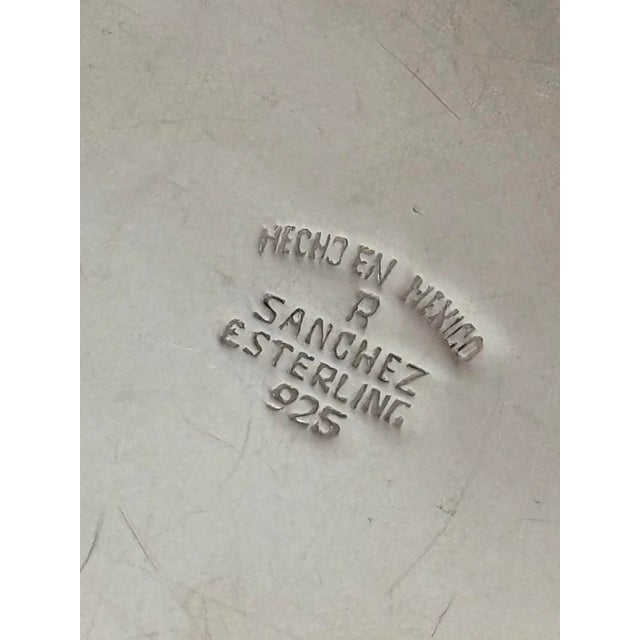 HECHO EN MEXICO
R
SANCHEZ
ESTERLING
925